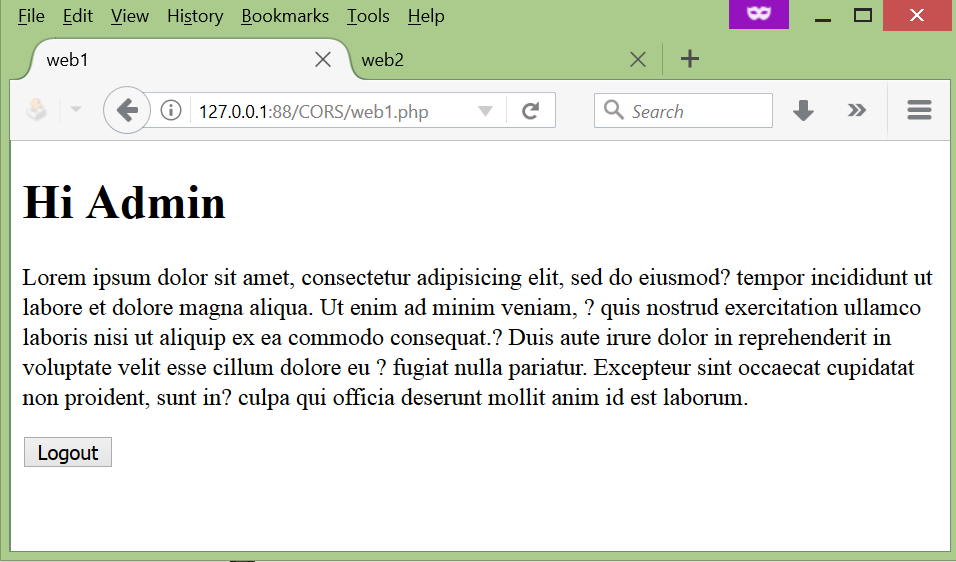 File Edit View History Bookmarks Tools Help
web1 web2
127.0.0.1:88/CORS/web1.php Search
Hi Admin
Lorem ipsum dolor sit amet, consectetur adipisicing elit, sed do eiusmod? tempor incididunt ut
labore et dolore magna aliqua. Ut enim ad minim veniam, ? quis nostrud exercitation ullamco
laboris nisi ut aliquip ex ea commodo consequat.? Duis aute irure dolor in reprehenderit in
voluptate velit esse cillum dolore eu ? fugiat nulla pariatur. Excepteur sint occaecat cupidatat
non proident, sunt in? culpa qui officia deserunt mollit anim id est laborum.
Logout